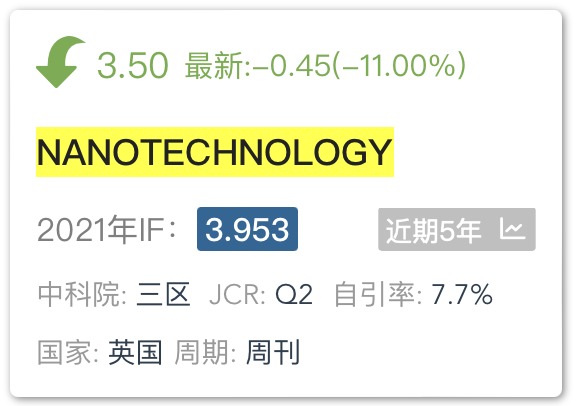 3.50 最新:-0.45(-11.00%)
NANOTECHNOLOGY
2021年IF： 3.953 近期5年
中科院: 三区 JCR: Q2 自引率: 7.7%
国家: 英国 周期: 周刊